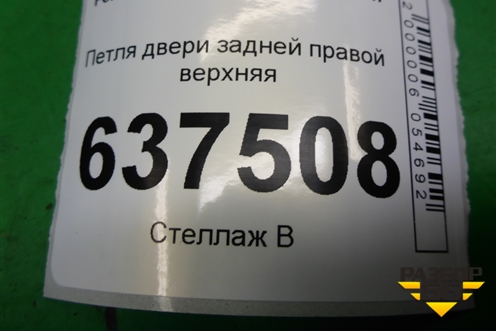 Петля двери задней правой
верхняя
637508
Стеллаж В
2000006054692
РАЗБОР